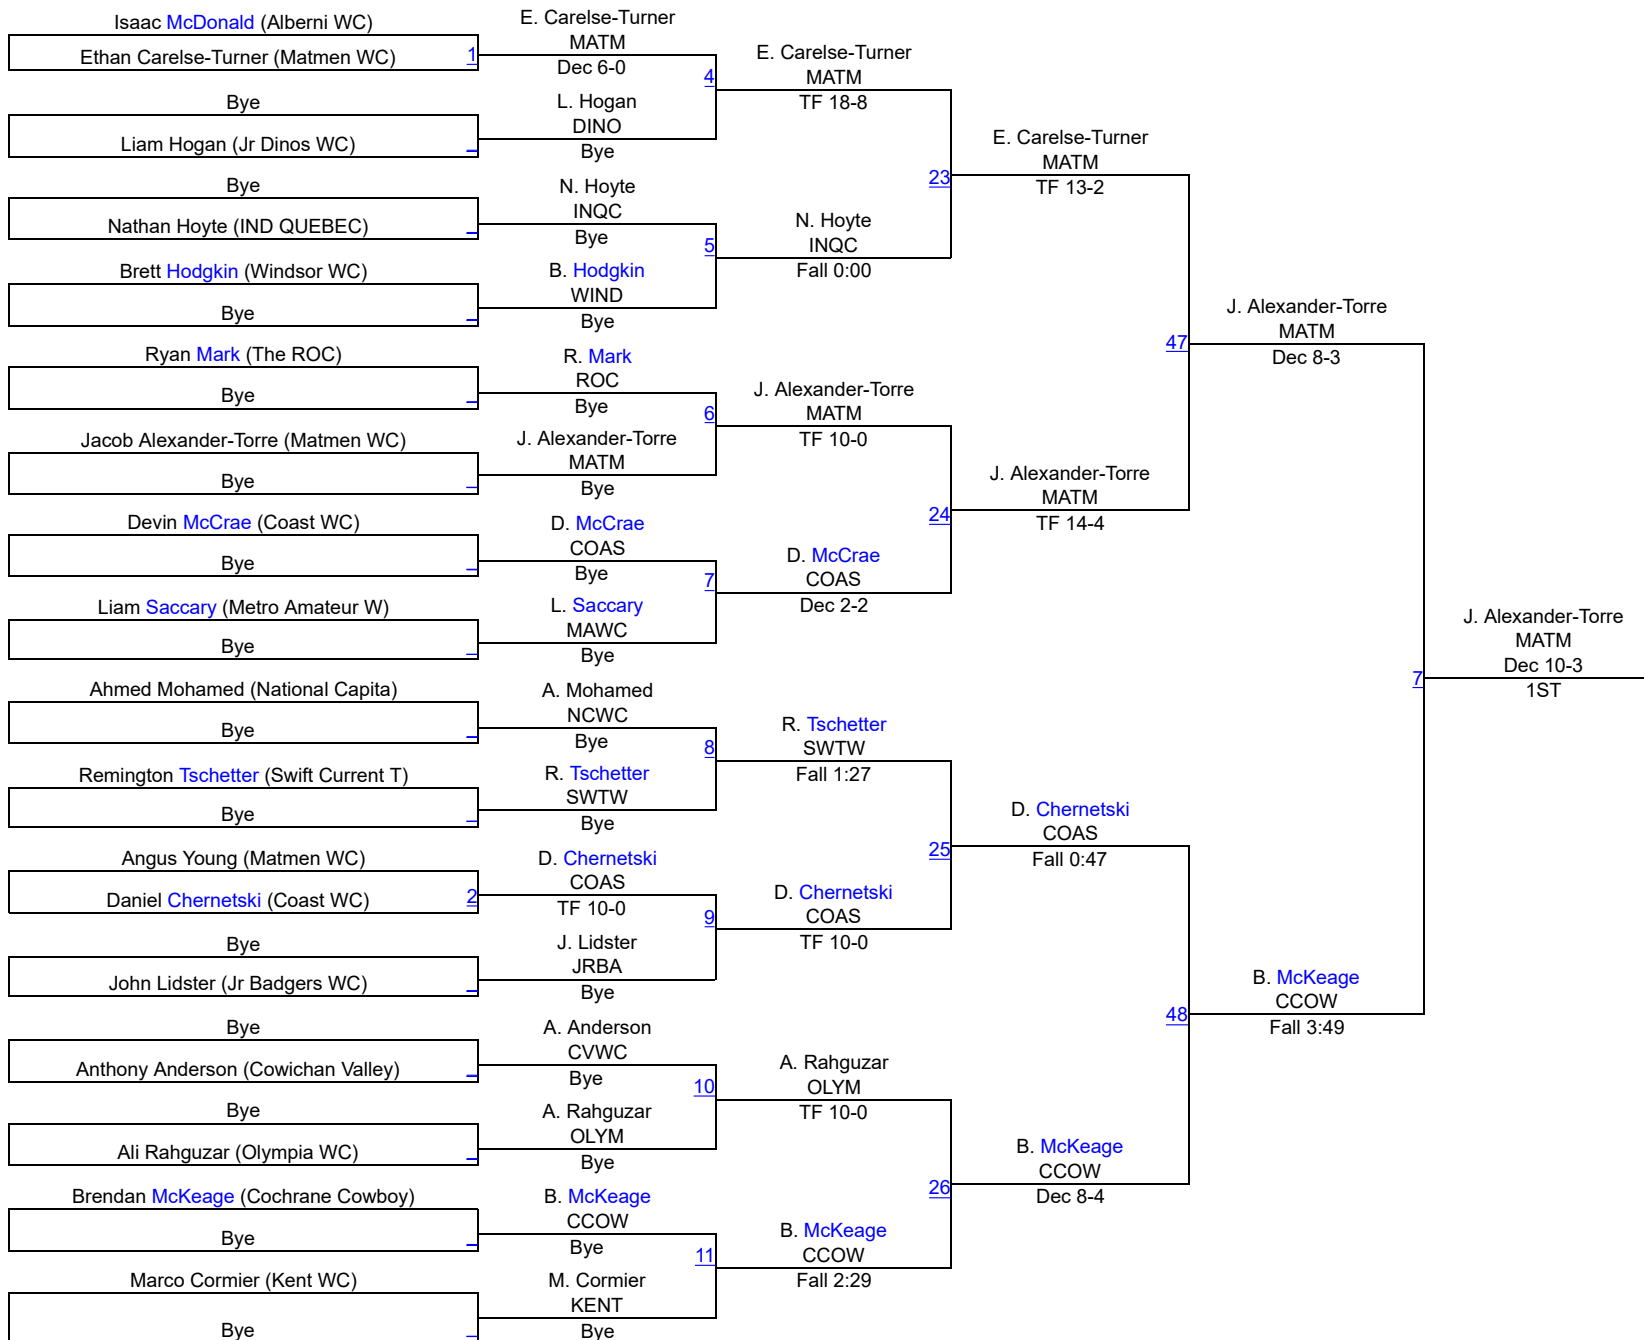 Isaac McDonald (Alberni WC)
Ethan Carelse-Turner (Matmen WC)
1
Bye
Liam Hogan (Jr Dinos WC)
Bye
Nathan Hoyte (IND QUEBEC)
Brett Hodgkin (Windsor WC)
Bye
Ryan Mark (The ROC)
Bye
Jacob Alexander-Torre (Matmen WC)
Bye
Devin McCrae (Coast WC)
Bye
Liam Saccary (Metro Amateur W)
Bye
Ahmed Mohamed (National Capita)
Bye
Remington Tschetter (Swift Current T)
Bye
Angus Young (Matmen WC)
Daniel Chernetski (Coast WC)
2
Bye
John Lidster (Jr Badgers WC)
Bye
Anthony Anderson (Cowichan Valley)
Bye
Ali Rahguzar (Olympia WC)
Brendan McKeage (Cochrane Cowboy)
Bye
Marco Cormier (Kent WC)
Bye
E. Carelse-Turner
MATM
Dec 6-0
4
L. Hogan
DINO
Bye
N. Hoyte
INQC
Bye
5
B. Hodgkin
WIND
Bye
R. Mark
ROC
Bye
6
J. Alexander-Torre
MATM
Bye
D. McCrae
COAS
Bye
7
L. Saccary
MAWC
Bye
A. Mohamed
NCWC
Bye
8
R. Tschetter
SWTW
Bye
D. Chernetski
COAS
TF 10-0
9
J. Lidster
JRBA
Bye
A. Anderson
CVWC
Bye
10
A. Rahguzar
OLYM
Bye
B. McKeage
CCOW
Bye
11
M. Cormier
KENT
Bye
E. Carelse-Turner
MATM
TF 18-8
23
N. Hoyte
INQC
Fall 0:00
J. Alexander-Torre
MATM
TF 10-0
24
D. McCrae
COAS
Dec 2-2
R. Tschetter
SWTW
Fall 1:27
25
D. Chernetski
COAS
TF 10-0
A. Rahguzar
OLYM
TF 10-0
26
B. McKeage
CCOW
Fall 2:29
E. Carelse-Turner
MATM
TF 13-2
47
J. Alexander-Torre
MATM
TF 14-4
D. Chernetski
COAS
Fall 0:47
48
B. McKeage
CCOW
Dec 8-4
J. Alexander-Torre
MATM
Dec 8-3
7
B. McKeage
CCOW
Fall 3:49
J. Alexander-Torre
MATM
Dec 10-3
1ST